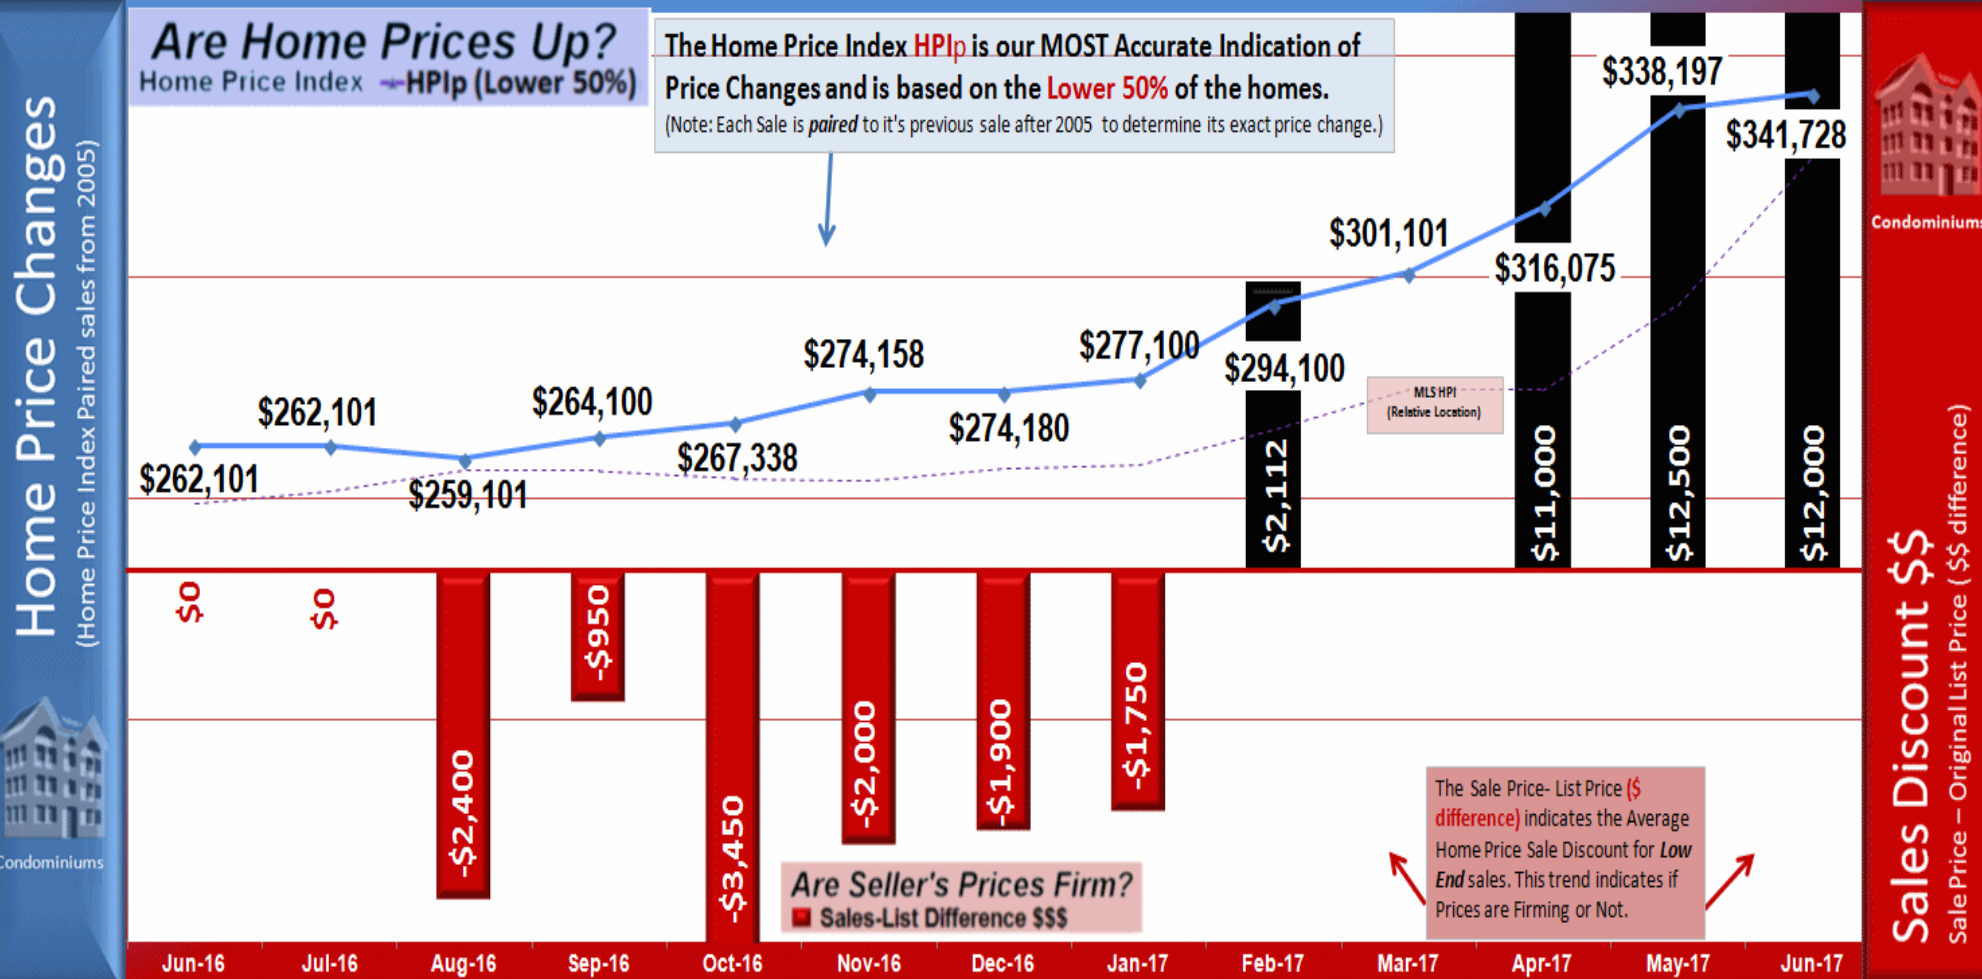 Are Home Prices Up?
Home Price Index HPIp (Lower 50%)
The Home Price Index HPIp is our MOST Accurate Indication of
Price Changes and is based on the Lower 50% of the homes.
(Note: Each Sale is paired to it's previous sale after 2005 to determine its exact price change.)
Home Price Changes
(Home Price Index Paired sales from 2005)
Condominiums
$262,101
$262,101
$259,101
$264,100
$267,338
$274,158
$274,180
$277,100
$294,100
$301,101
$316,075
$338,197
$341,728
MLS HPI
(Relative Location)
$0
$0
-$2,400
-$950
-$3,450
-$2,000
-$1,900
-$1,750
$2,112
$11,000
$12,500
$12,000
Are Seller's Prices Firm?
Sales-List Difference $$$
The Sale Price- List Price ($
difference) indicates the Average
Home Price Sale Discount for Low
End sales. This trend indicates if
Prices are Firming or Not.
Condominiums
Sales Discount $$
Sale Price – Original List Price ( $$ difference)
Jun-16 Jul-16 Aug-16 Sep-16 Oct-16 Nov-16 Dec-16 Jan-17 Feb-17 Mar-17 Apr-17 May-17 Jun-17